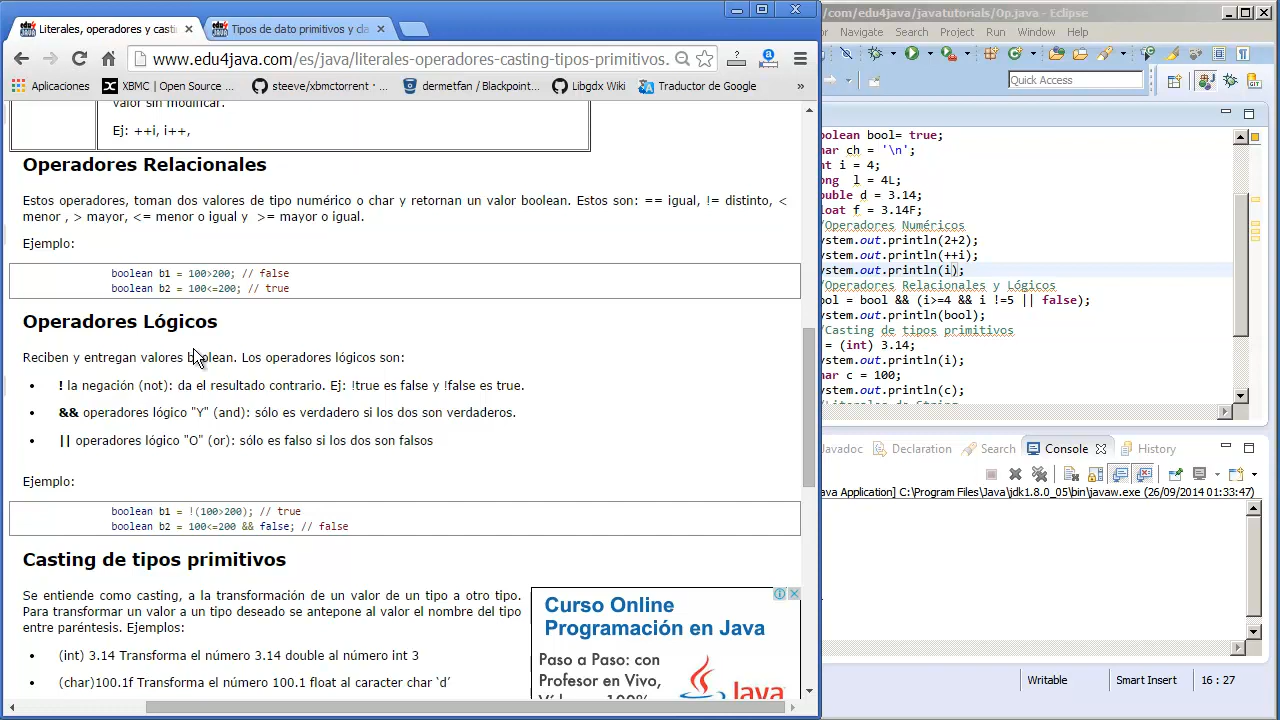 Literales, operadores y casti
Tipos de dato primitivos y cla
www.edu4java.com/es/java/literales-operadores-casting-tipos-primitivos.
Aplicaciones
XBMC | Open Source ...
steeve/xbmctorrent · ...
dermetfan / Blackpoint...
Libgdx Wiki
Traductor de Google
»
valor sin modificar.
Ej: ++i, i++,
Operadores Relacionales
Estos operadores, toman dos valores de tipo numérico o char y retornan un valor boolean. Estos son: == igual, != distinto, <
menor , > mayor, <= menor o igual y >= mayor o igual.
Ejemplo:
boolean b1 = 100>200; // false
boolean b2 = 100<=200; // true
Operadores Lógicos
Reciben y entregan valores boolean. Los operadores lógicos son:
• ! la negación (not): da el resultado contrario. Ej: !true es false y !false es true.
• && operadores lógico "Y" (and): sólo es verdadero si los dos son verdaderos.
• || operadores lógico "O" (or): sólo es falso si los dos son falsos
Ejemplo:
boolean b1 = !(100>200); // true
boolean b2 = 100<=200 && false; // false
Casting de tipos primitivos
Se entiende como casting, a la transformación de un valor de un tipo a otro tipo.
Para transformar un valor a un tipo deseado se antepone al valor el nombre del tipo
entre paréntesis. Ejemplos:
• (int) 3.14 Transforma el número 3.14 double al número int 3
• (char)100.1f Transforma el número 100.1 float al caracter char ‘d’
Curso Online
Programación en Java
Paso a Paso: con
Profesor en Vivo,
Java
/com/edu4java/javatutorials/Op.java - Eclipse
Navigate Search Project Run Window Help
Quick Access
oolean bool= true;
har ch = '\n';
nt i = 4;
ong l = 4L;
ouble d = 3.14;
loat f = 3.14F;
/Operadores Numéricos
ystem.out.println(2+2);
ystem.out.println(++i);
ystem.out.println(i);
/Operadores Relacionales y Lógicos
ool = bool && (i>=4 && i !=5 || false);
ystem.out.println(bool);
/Casting de tipos primitivos
= (int) 3.14;
ystem.out.println(i);
har c = 100;
ystem.out.println(c);
/Literales de String
avadoc Declaration Search Console History
ava Application] C:\Program Files\Java\jdk1.8.0_05\bin\javaw.exe (26/09/2014 01:33:47)
Writable
Smart Insert
16 : 27